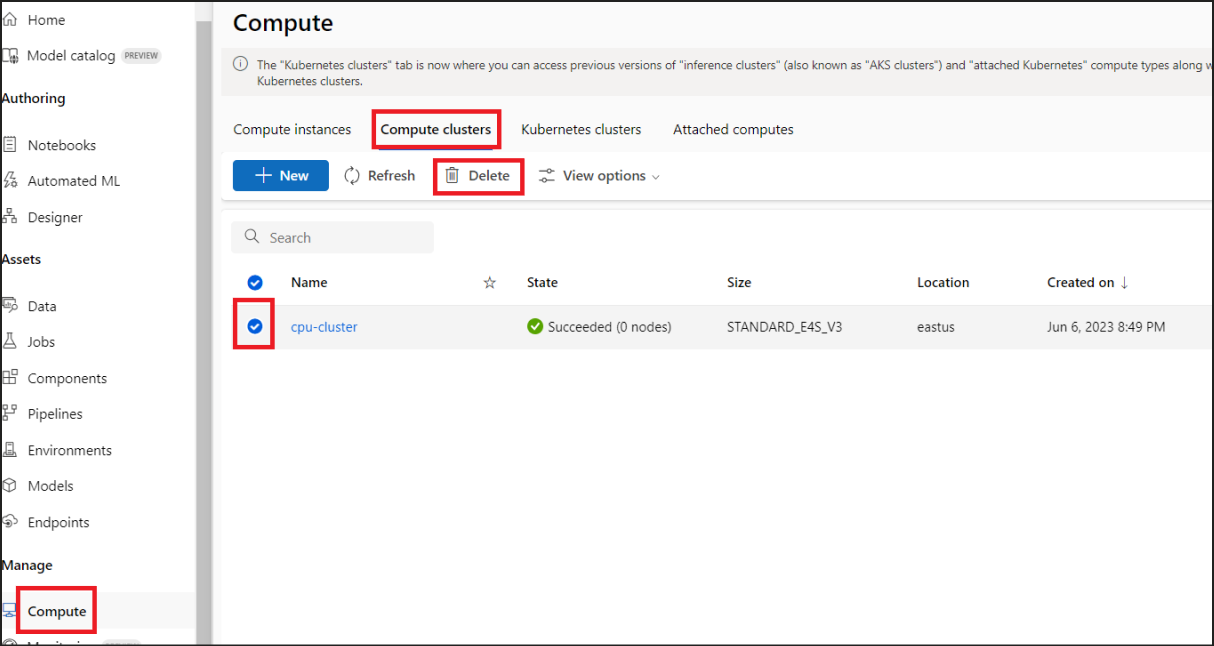 Home
Model catalog PREVIEW
Authoring
Notebooks
Automated ML
Designer
Assets
Data
Jobs
Components
Pipelines
Environments
Models
Endpoints
Manage
Compute
Compute
The "Kubernetes clusters" tab is now where you can access previous versions of "inference clusters" (also known as "AKS clusters") and "attached Kubernetes" compute types along
Kubernetes clusters.
Compute instances Compute clusters Kubernetes clusters Attached computes
New Refresh Delete View options
Search
Name State Size Location Created on ↓
cpu-cluster Succeeded (0 nodes) STANDARD_E4S_V3 eastus Jun 6, 2023 8:49 PM